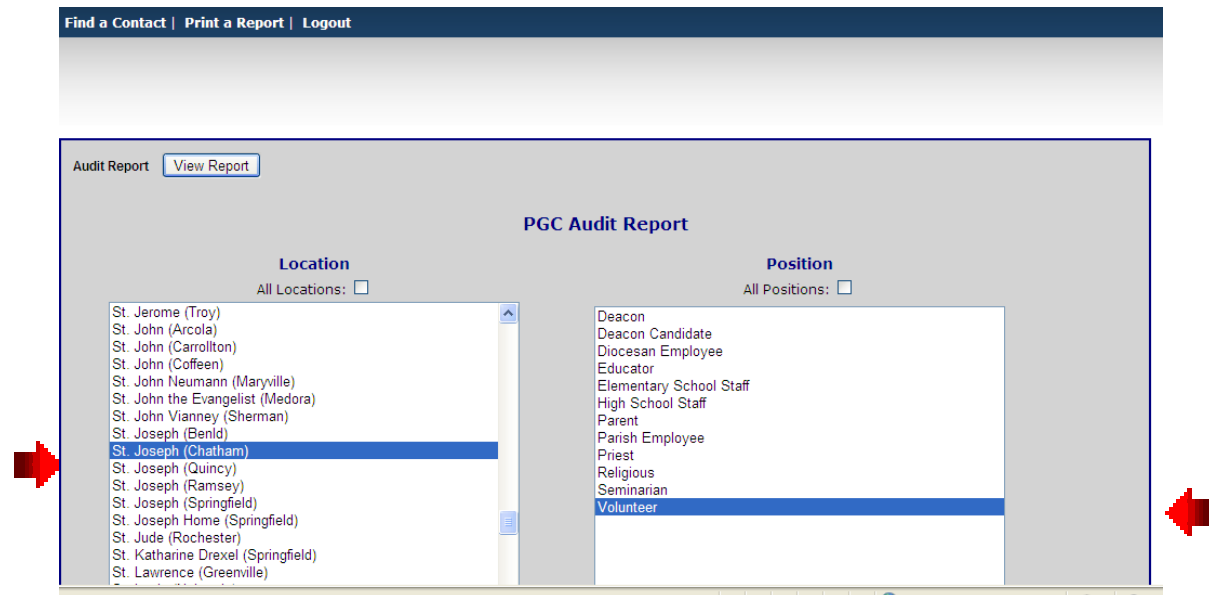 Find a Contact | Print a Report | Logout
Audit Report View Report
PGC Audit Report
Location
All Locations:
St. Jerome (Troy)
St. John (Arcola)
St. John (Carrollton)
St. John (Coffeen)
St. John Neumann (Maryville)
St. John the Evangelist (Medora)
St. John Vianney (Sherman)
St. Joseph (Benld)
St. Joseph (Chatham)
St. Joseph (Quincy)
St. Joseph (Ramsey)
St. Joseph (Springfield)
St. Joseph Home (Springfield)
St. Jude (Rochester)
St. Katharine Drexel (Springfield)
St. Lawrence (Greenville)
Position
All Positions:
Deacon
Deacon Candidate
Diocesan Employee
Educator
Elementary School Staff
High School Staff
Parent
Parish Employee
Priest
Religious
Seminarian
Volunteer